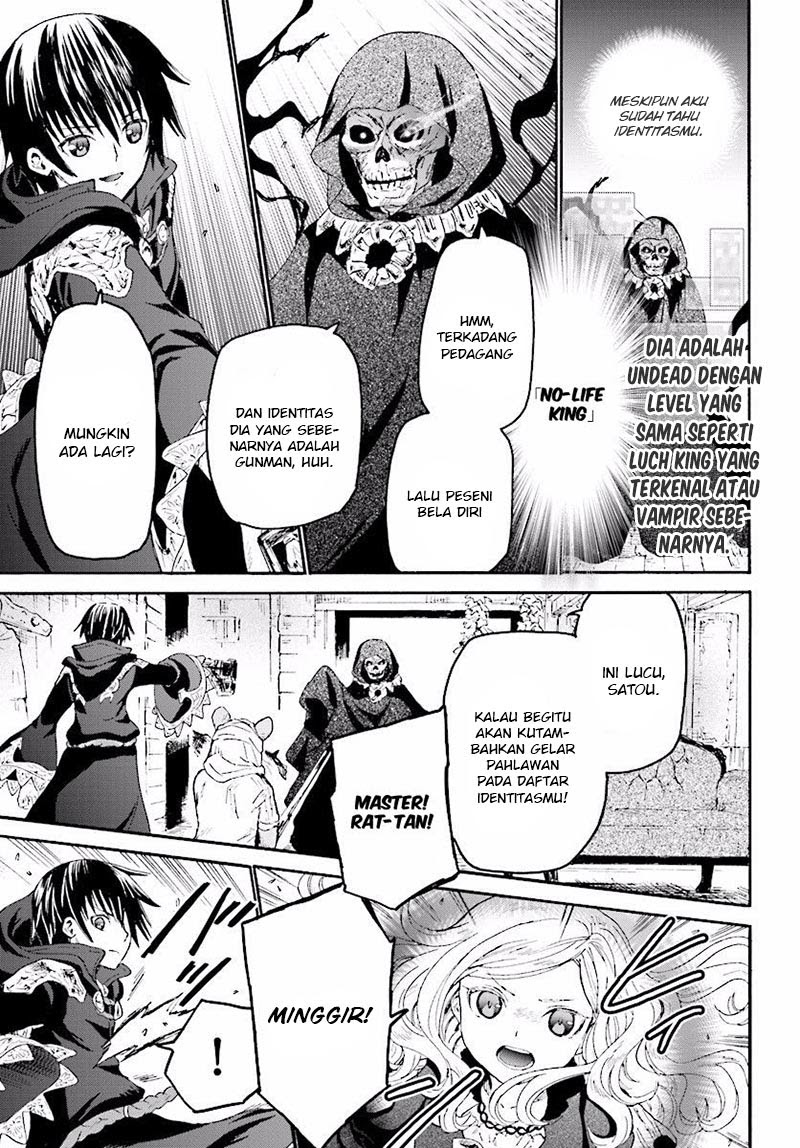 MESKIPUN AKU
SUDAH TAHU
IDENTITASMU.
DIA ADALAH
UNDEAD DENGAN
LEVEL YANG
SAMA SEPERTI
LUCH KING YANG
TERKENAL ATAU
VAMPIR SEBE-
NARNYA.
「NO-LIFE
KING」
HMM,
TERKADANG
PEDAGANG
LALU PESENI
BELA DIRI
DAN IDENTITAS
DIA YANG SEBE-
NARNYA ADALAH
GUNMAN, HUH.
MUNGKIN
ADA LAGI?
INI LUCU,
SATOU.
KALAU BEGITU
AKAN KUTAM-
BAHKAN GELAR
PAHLAWAN
PADA DAFTAR
IDENTITASMU!
MASTER!
RAT-TAN!
MINGGIR!
!